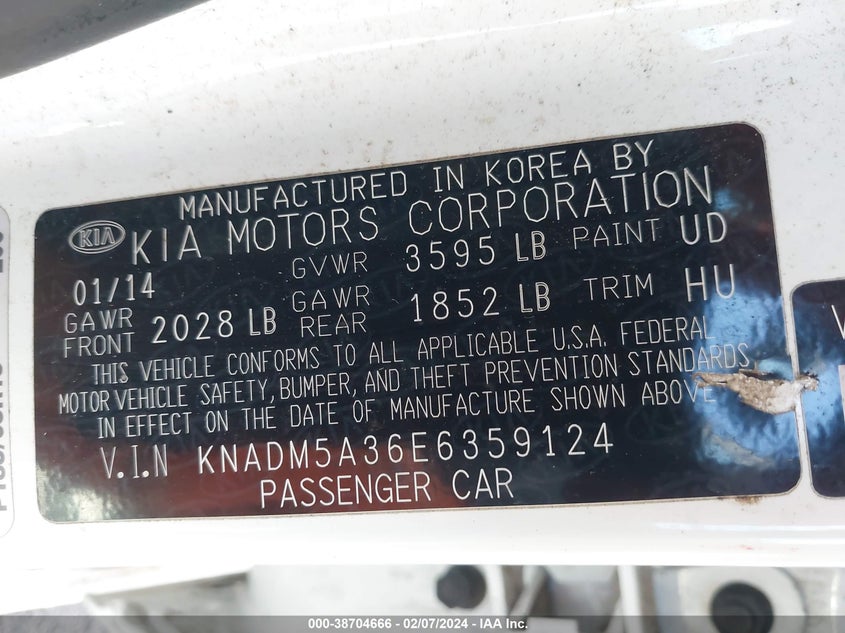 MANUFACTURED IN KOREA BY
KIA
KIA MOTORS CORPORATION
01/14 GVWR 3595 LB PAINT UD
GAWR FRONT 2028 LB GAWR REAR 1852 LB TRIM HU
THIS VEHICLE CONFORMS TO ALL APPLICABLE U.S.A. FEDERAL
MOTOR VEHICLE SAFETY, BUMPER, AND THEFT PREVENTION STANDARDS
IN EFFECT ON THE DATE OF MANUFACTURE SHOWN ABOVE
V.I.N KNADM5A36E6359124
PASSENGER CAR
000-38704666 - 02/07/2024 - IAA Inc.